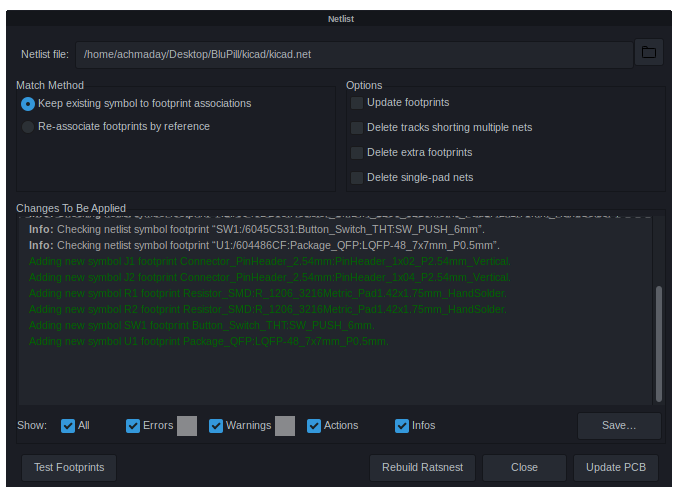 Netlist
Netlist file: /home/achmaday/Desktop/BluPill/kicad/kicad.net
Match Method
Keep existing symbol to footprint associations
Re-associate footprints by reference
Options
Update footprints
Delete tracks shorting multiple nets
Delete extra footprints
Delete single-pad nets
Changes To Be Applied
Info: Checking netlist symbol footprint “SW1:/6045C531:Button_Switch_THT:SW_PUSH_6mm”.
Info: Checking netlist symbol footprint “U1:/604486CF:Package_QFP:LQFP-48_7x7mm_P0.5mm”.
Adding new symbol J1 footprint Connector_PinHeader_2.54mm:PinHeader_1x02_P2.54mm_Vertical.
Adding new symbol J2 footprint Connector_PinHeader_2.54mm:PinHeader_1x04_P2.54mm_Vertical.
Adding new symbol R1 footprint Resistor_SMD:R_1206_3216Metric_Pad1.42x1.75mm_HandSolder.
Adding new symbol R2 footprint Resistor_SMD:R_1206_3216Metric_Pad1.42x1.75mm_HandSolder.
Adding new symbol SW1 footprint Button_Switch_THT:SW_PUSH_6mm.
Adding new symbol U1 footprint Package_QFP:LQFP-48_7x7mm_P0.5mm.
Show: All Errors Warnings Actions Infos Save…
Test Footprints Rebuild Ratsnest Close Update PCB